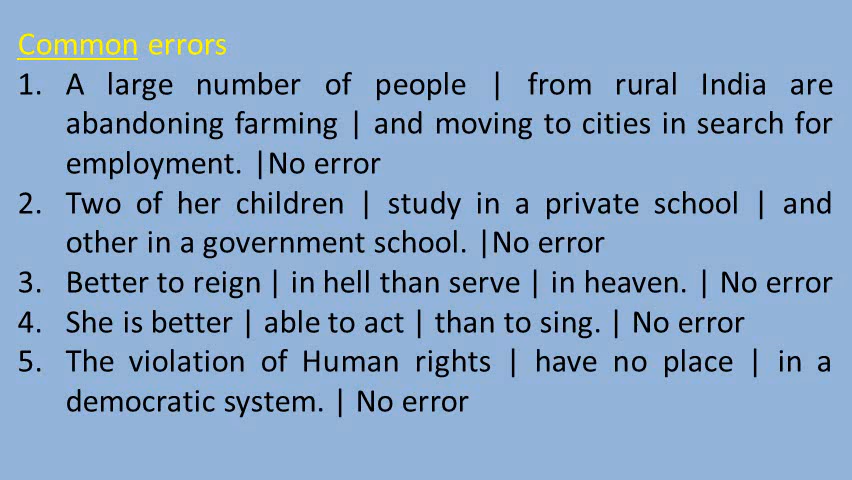 Common errors
1. A large number of people | from rural India are
abandoning farming | and moving to cities in search for
employment. |No error
2. Two of her children | study in a private school | and
other in a government school. |No error
3. Better to reign | in hell than serve | in heaven. | No error
4. She is better | able to act | than to sing. | No error
5. The violation of Human rights | have no place | in a
democratic system. | No error